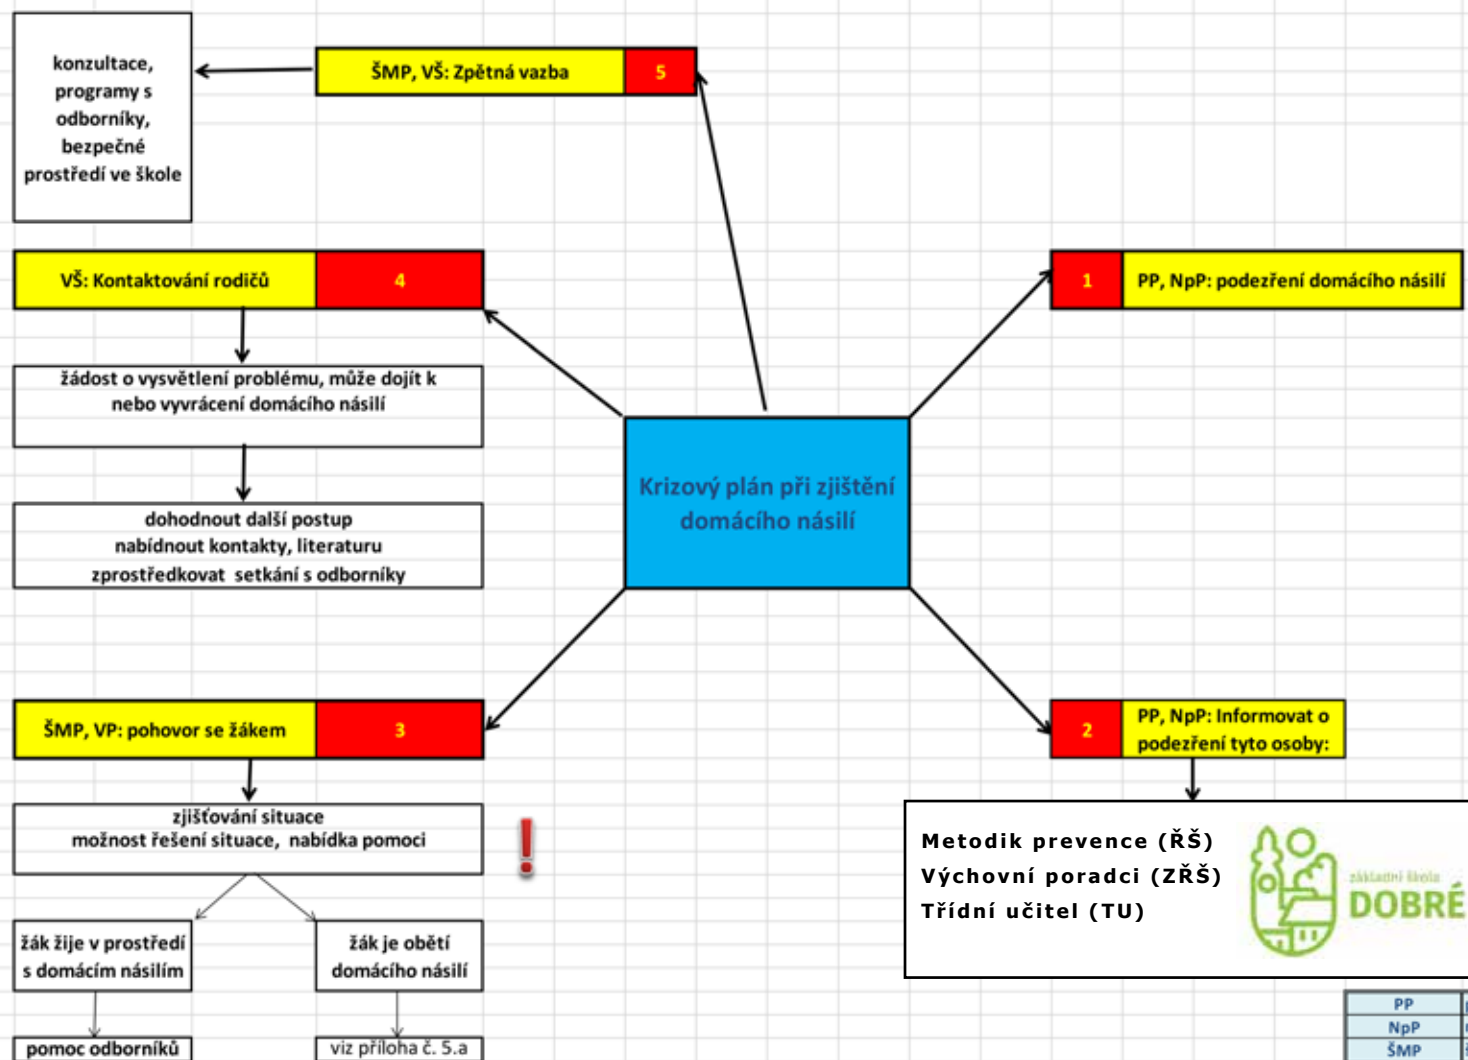 konzultace,
programy s
odborníky,
bezpečné
prostředí ve škole
ŠMP, VŠ: Zpětná vazba
5
VŠ: Kontaktování rodičů
4
1
PP, NpP: podezření domácího násilí
žádost o vysvětlení problému, může dojít k
nebo vyvrácení domácího násilí
Krizový plán při zjištění
domácího násilí
dohodnout další postup
nabídnout kontakty, literaturu
zprostředkovat setkání s odborníky
ŠMP, VP: pohovor se žákem
3
2
PP, NpP: Informovat o
podezření tyto osoby:
zjišťování situace
možnost řešení situace, nabídka pomoci
!
Metodik prevence (ŘŠ)
Výchovní poradci (ZŘŠ)
Třídní učitel (TU)
základní škola
DOBRÉ
žák žije v prostředí
s domácím násilím
žák je obětí
domácího násilí
pomoc odborníků
viz příloha č. 5.a
PP
NpP
ŠMP